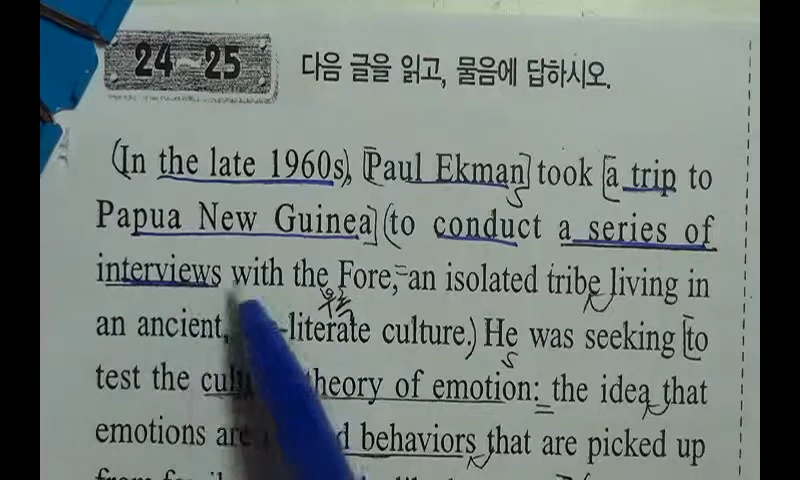 24~25 다음 글을 읽고, 물음에 답하시오.
(In the late 1960s), [Paul Ekman] took [a trip to
S
Papua New Guinea] (to conduct a series of
interviews with the Fore,= an isolated tribe living in
an ancient, -literate culture.) He was seeking [to
S
test the theory of emotion: the idea that
emotions are behaviors that are picked up